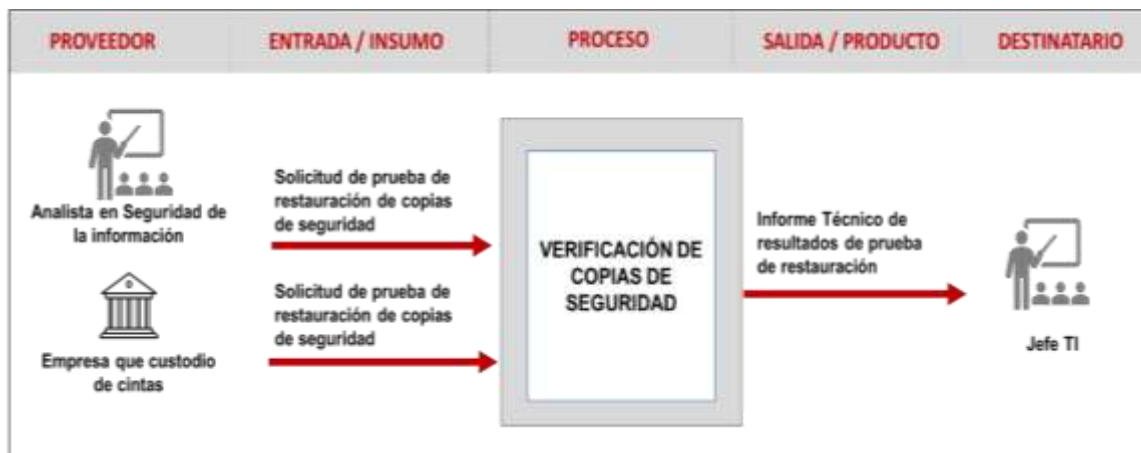 PROVEEDOR
ENTRADA / INSUMO
PROCESO
SALIDA / PRODUCTO
DESTINATARIO
Analista en Seguridad de
la información
Solicitud de prueba de
restauración de copias
de seguridad
Empresa que custodio
de cintas
Solicitud de prueba de
restauración de copias
de seguridad
VERIFICACIÓN DE
COPIAS DE
SEGURIDAD
Informe Técnico de
resultados de prueba
de restauración
Jefe TI